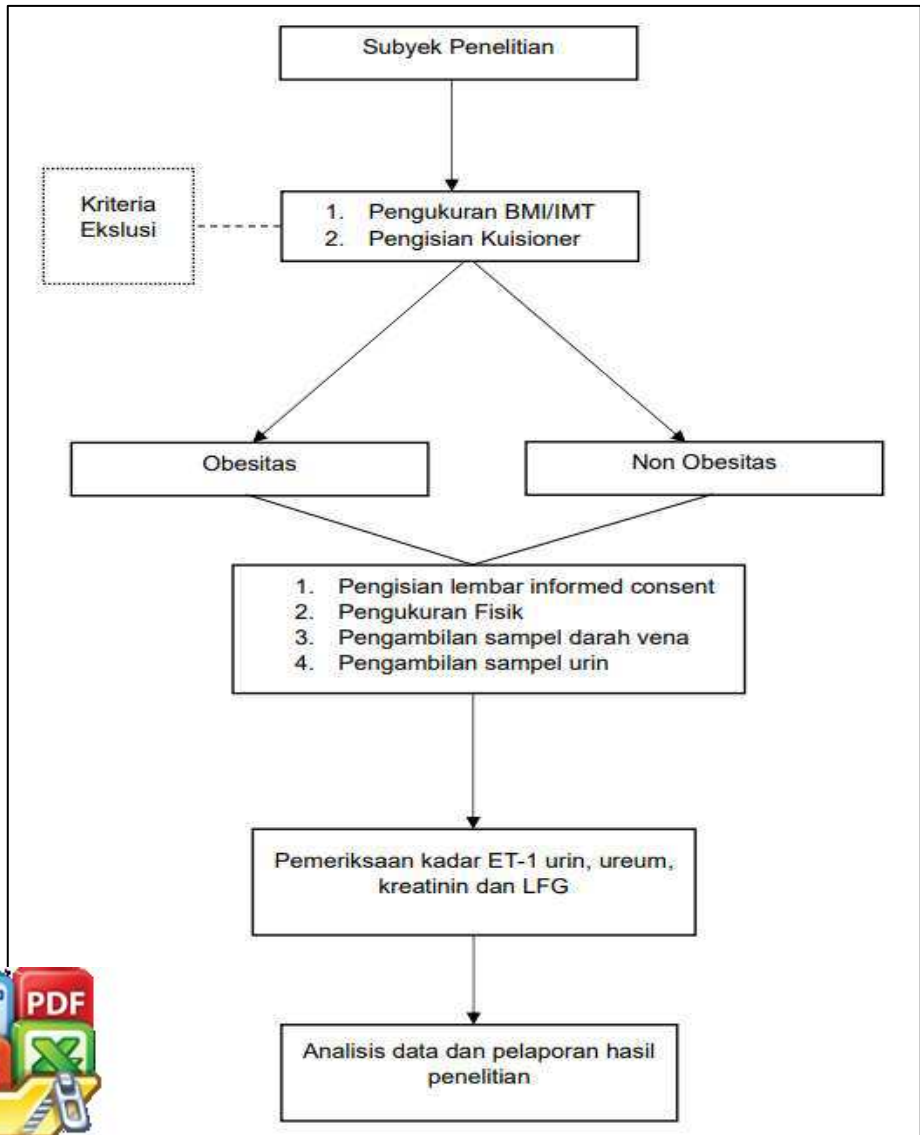 Subyek Penelitian
Kriteria
Ekslusi
1. Pengukuran BMI/IMT
2. Pengisian Kuisioner
Obesitas
Non Obesitas
1. Pengisian lembar informed consent
2. Pengukuran Fisik
3. Pengambilan sampel darah vena
4. Pengambilan sampel urin
Pemeriksaan kadar ET-1 urin, ureum,
kreatinin dan LFG
Analisis data dan pelaporan hasil
penelitian
PDF